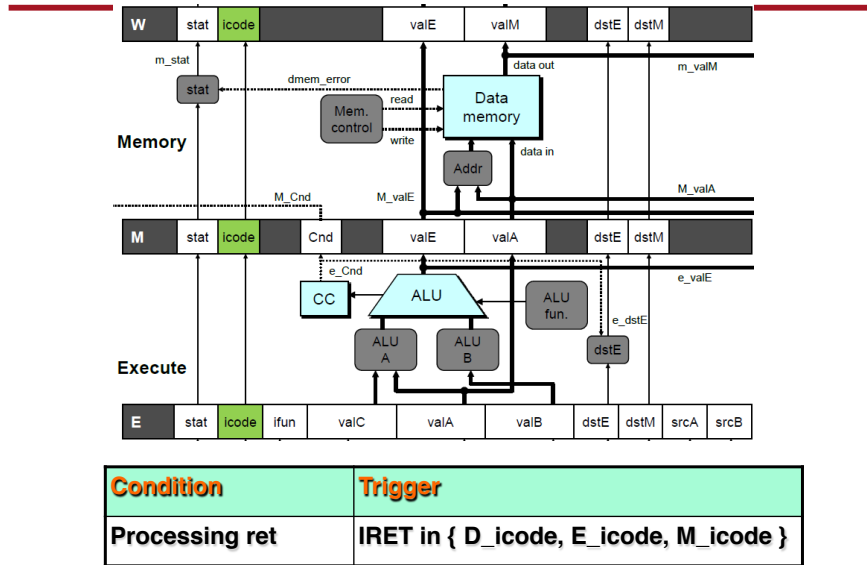 W stat icode valE valM dstE dstM
m_stat
data out
m_valM
dmem_error
stat
Mem. control
read
write
Data memory
Memory
data in
Addr
M_Cnd
M_valE
M_valA
M stat icode Cnd valE valA dstE dstM
e_Cnd
e_valE
CC
ALU
ALU fun.
e_dstE
ALU A
ALU B
dstE
Execute
E stat icode ifun valC valA valB dstE dstM srcA srcB
Condition Trigger
Processing ret IRET in { D_icode, E_icode, M_icode }